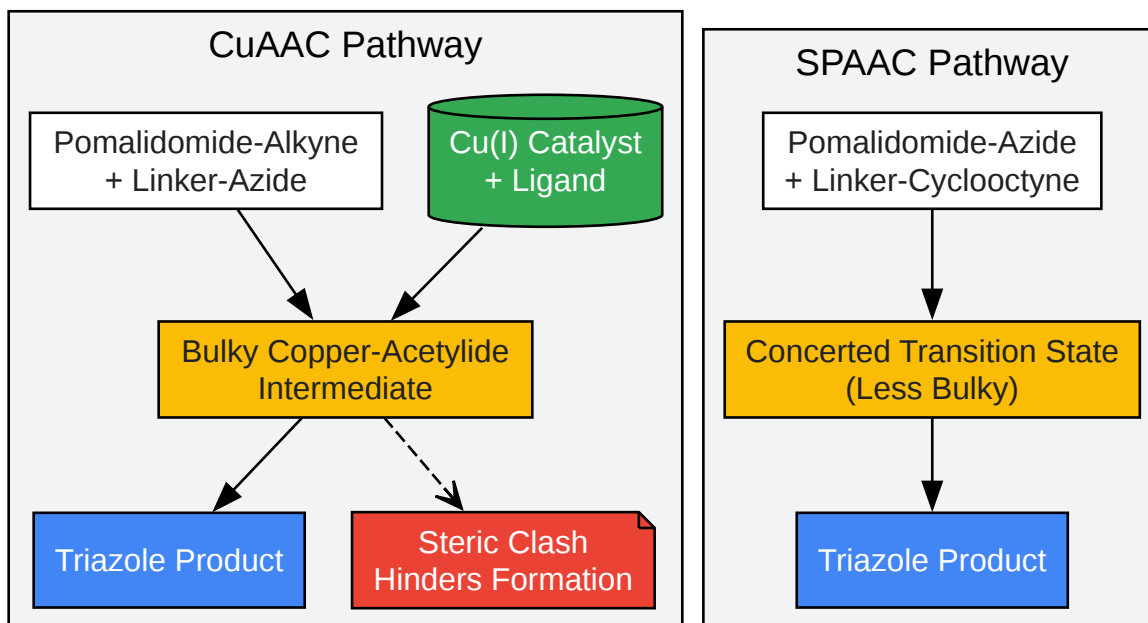 CuAAC Pathway
Pomalidomide-Alkyne
+ Linker-Azide
Cu(I) Catalyst
+ Ligand
Bulky Copper-Acetylide
Intermediate
Triazole Product
Steric Clash
Hinders Formation
SPAAC Pathway
Pomalidomide-Azide
+ Linker-Cyclooctyne
Concerted Transition State
(Less Bulky)
Triazole Product